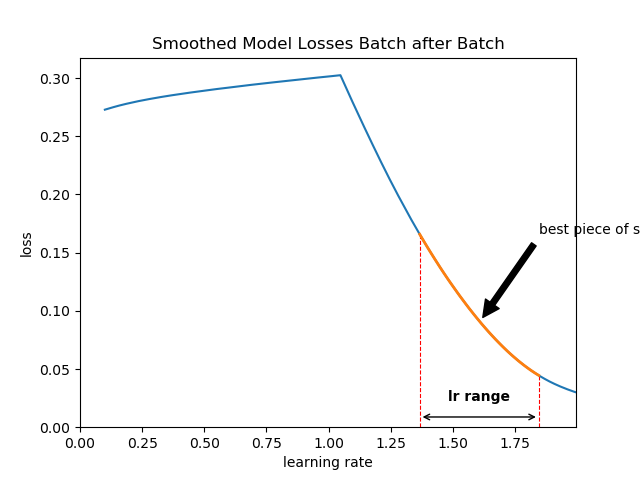 Smoothed Model Losses Batch after Batch
0.30
0.25
0.20
0.15
0.10
0.05
0.00
loss
best piece of s
lr range
0.00 0.25 0.50 0.75 1.00 1.25 1.50 1.75
learning rate